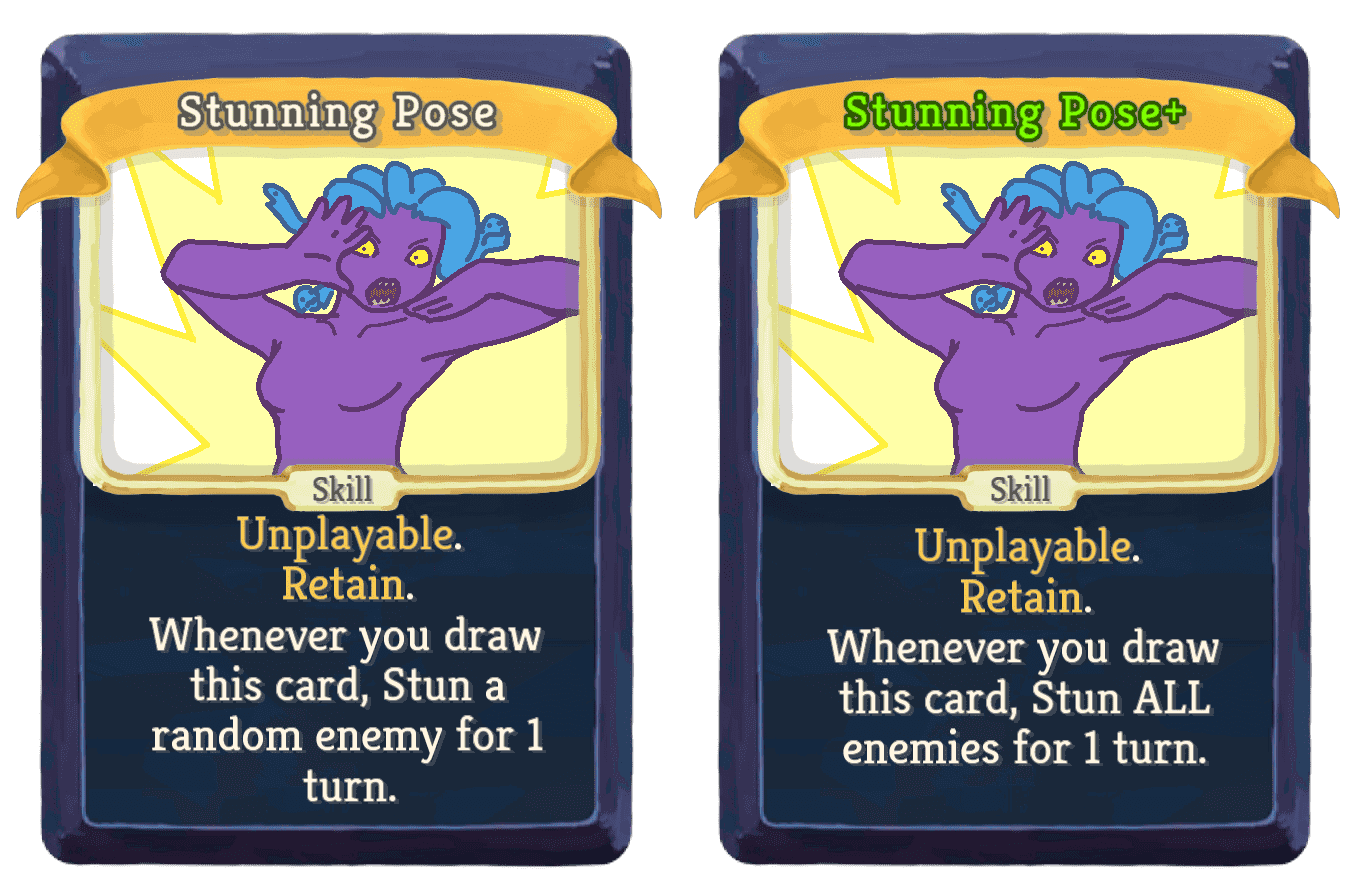 Stunning Pose
Skill
Unplayable.
Retain.
Whenever you draw
this card, Stun a
random enemy for 1
turn.
Stunning Pose+
Skill
Unplayable.
Retain.
Whenever you draw
this card, Stun ALL
enemies for 1 turn.